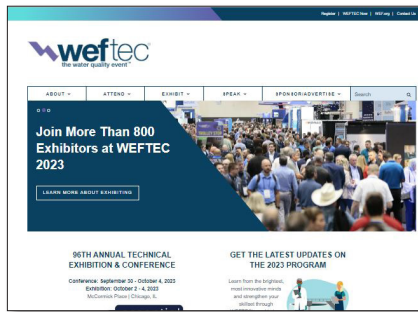 Register | WEFTEC Now | WEF.org | Contact Us
weftec
the water quality event
ABOUT
ATTEND
EXHIBIT
SPEAK
SPONSOR/ADVERTISE
Search
Join More Than 800
Exhibitors at WEFTEC
2023
LEARN MORE ABOUT EXHIBITING
96TH ANNUAL TECHNICAL
EXHIBITION & CONFERENCE
Conference: September 30 - October 4, 2023
Exhibition: October 2 - 4, 2023
McCormick Place | Chicago, IL
GET THE LATEST UPDATES ON
THE 2023 PROGRAM
Learn from the brightest,
most innovative minds
and strengthen your
skillset through